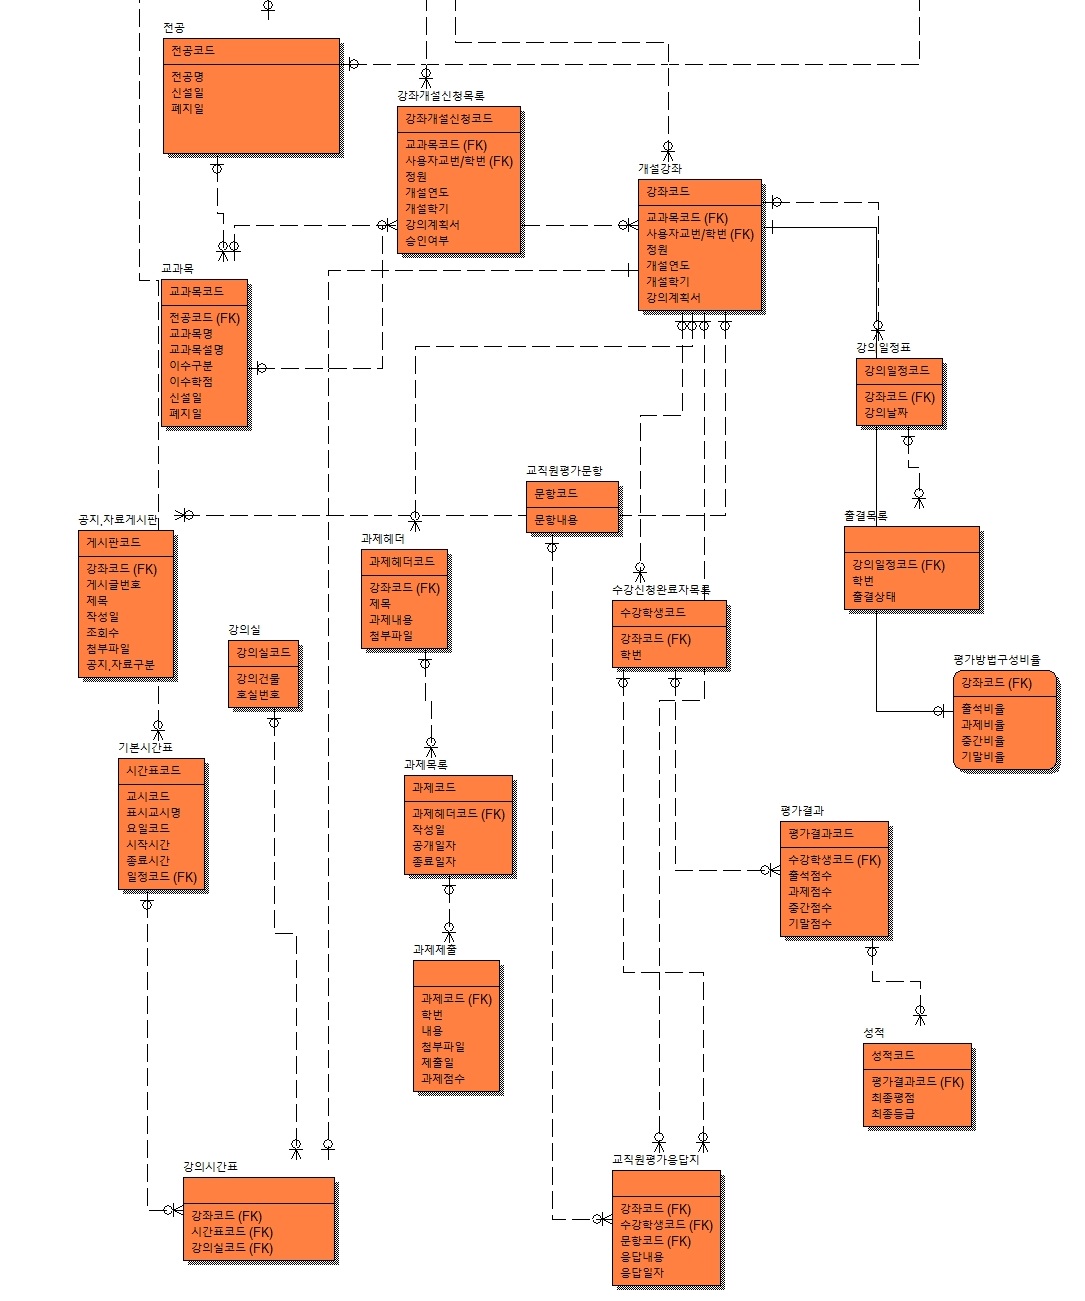 전공
전공코드
전공명
신설일
폐지일
강좌개설신청목록
강좌개설신청코드
교과목코드 (FK)
사용자교번/학번 (FK)
정원
개설연도
개설학기
강의계획서
승인여부
개설강좌
강좌코드
교과목코드 (FK)
사용자교번/학번 (FK)
정원
개설연도
개설학기
강의계획서
교과목
교과목코드
전공코드 (FK)
교과목명
교과목설명
이수구분
이수학점
신설일
폐지일
강의일정표
강의일정코드
강좌코드 (FK)
강의날짜
교직원평가문항
문항코드
문항내용
공지,자료게시판
게시판코드
강좌코드 (FK)
게시글번호
제목
작성일
조회수
첨부파일
공지,자료구분
과제헤더
과제헤더코드
강좌코드 (FK)
제목
과제내용
첨부파일
출결목록
강의일정코드 (FK)
학번
출결상태
수강신청완료자목록
수강학생코드
강좌코드 (FK)
학번
강의실
강의실코드
강의건물
호실번호
평가방법구성비율
강좌코드 (FK)
출석비율
과제비율
중간비율
기말비율
기본시간표
시간표코드
교시코드
표시교시명
요일코드
시작시간
종료시간
일정코드 (FK)
과제목록
과제코드
과제헤더코드 (FK)
작성일
공개일자
종료일자
평가결과
평가결과코드
수강학생코드 (FK)
출석점수
과제점수
중간점수
기말점수
과제제출
과제코드 (FK)
학번
내용
첨부파일
제출일
과제점수
성적
성적코드
평가결과코드 (FK)
최종평점
최종등급
강의시간표
강좌코드 (FK)
시간표코드 (FK)
강의실코드 (FK)
교직원평가응답지
강좌코드 (FK)
수강학생코드 (FK)
문항코드 (FK)
응답내용
응답일자